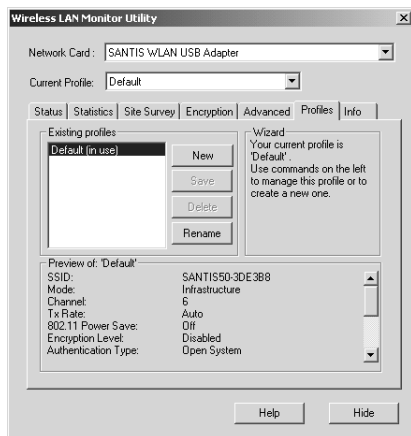 Wireless LAN Monitor Utility
Network Card : SANTIS WLAN USB Adapter
Current Profile: Default
Status Statistics Site Survey Encryption Advanced Profiles Info
Existing profiles
Default (in use)
New
Save
Delete
Rename
Wizard
Your current profile is
'Default' .
Use commands on the left
to manage this profile or to
create a new one.
Preview of: 'Default'
SSID: SANTIS50-3DE3B8
Mode: Infrastructure
Channel: 6
Tx Rate: Auto
802.11 Power Save: Off
Encryption Level: Disabled
Authentication Type: Open System
Help Hide